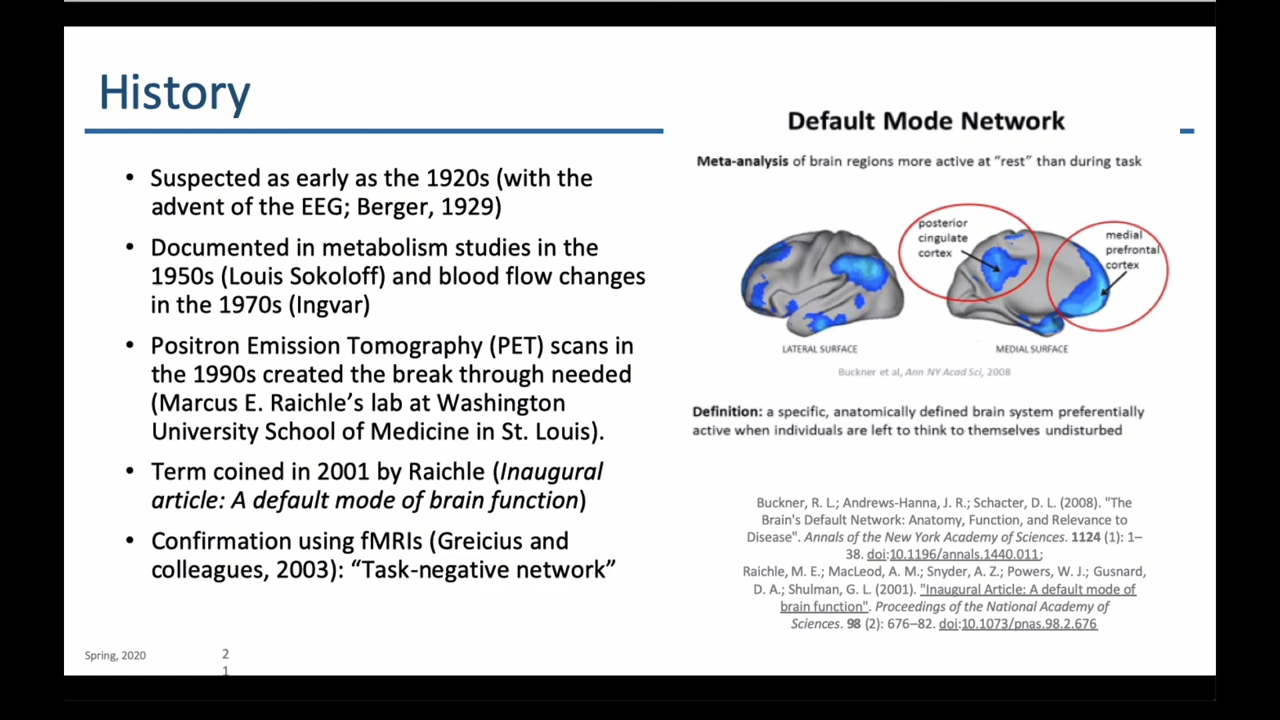 History
• Suspected as early as the 1920s (with the
advent of the EEG; Berger, 1929)
• Documented in metabolism studies in the
1950s (Louis Sokoloff) and blood flow changes
in the 1970s (Ingvar)
• Positron Emission Tomography (PET) scans in
the 1990s created the break through needed
(Marcus E. Raichle’s lab at Washington
University School of Medicine in St. Louis).
• Term coined in 2001 by Raichle (Inaugural
article: A default mode of brain function)
• Confirmation using fMRIs (Greicius and
colleagues, 2003): “Task-negative network”
Default Mode Network
Meta-analysis of brain regions more active at “rest” than during task
posterior
cingulate
cortex
medial
prefrontal
cortex
LATERAL SURFACE
MEDIAL SURFACE
Buckner et al, Ann NY Acad Sci, 2008
Definition: a specific, anatomically defined brain system preferentially
active when individuals are left to think to themselves undisturbed
Buckner, R. L.; Andrews-Hanna, J. R.; Schacter, D. L. (2008). "The
Brain's Default Network: Anatomy, Function, and Relevance to
Disease". Annals of the New York Academy of Sciences. 1124 (1): 1–
38. doi:10.1196/annals.1440.011;
Raichle, M. E.; MacLeod, A. M.; Snyder, A. Z.; Powers, W. J.; Gusnard,
D. A.; Shulman, G. L. (2001). "Inaugural Article: A default mode of
brain function". Proceedings of the National Academy of
Sciences. 98 (2): 676–82. doi:10.1073/pnas.98.2.676
Spring, 2020
2
1